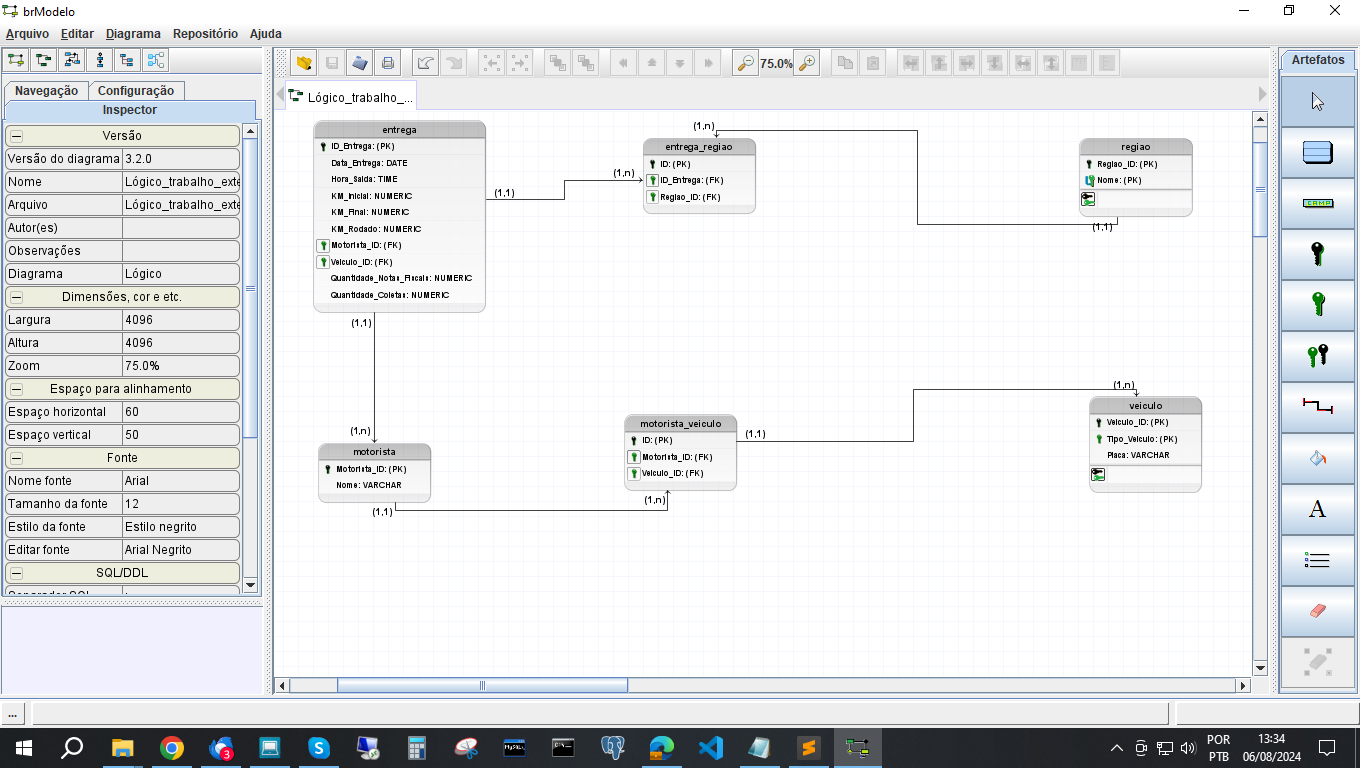 brModelo
Arquivo Editar Diagrama Repositório Ajuda
75.0%
Artefatos
Navegação Configuração
Inspector
Lógico_trabalho_...
Versão
Versão do diagrama 3.2.0
Nome Lógico_trabalho_exte
Arquivo Lógico_trabalho_exte
Autor(es)
Observações
Diagrama Lógico
Dimensões, cor e etc.
Largura 4096
Altura 4096
Zoom 75.0%
Espaço para alinhamento
Espaço horizontal 60
Espaço vertical 50
Fonte
Nome fonte Arial
Tamanho da fonte 12
Estilo da fonte Estilo negrito
Editar fonte Arial Negrito
SQL/DDL
entrega
ID_Entrega: (PK)
Data_Entrega: DATE
Hora_Saida: TIME
KM_Inicial: NUMERIC
KM_Final: NUMERIC
KM_Rodado: NUMERIC
Motorista_ID: (FK)
Veiculo_ID: (FK)
Quantidade_Notas_Fiscais: NUMERIC
Quantidade_Coletas: NUMERIC
(1,1)
(1,n)
(1,n)
entrega_regiao
ID: (PK)
ID_Entrega: (FK)
Regiao_ID: (FK)
regiao
Regiao_ID: (PK)
Nome: (PK)
(1,1)
(1,1)
(1,n)
motorista
Motorista_ID: (PK)
Nome: VARCHAR
(1,1)
motorista_veiculo
ID: (PK)
Motorista_ID: (FK)
Veiculo_ID: (FK)
(1,n)
(1,1)
(1,n)
veiculo
Veiculo_ID: (PK)
Tipo_Veiculo: (PK)
Placa: VARCHAR
CAMP
A
...
3
MySQL
POR
PTB
13:34
06/08/2024